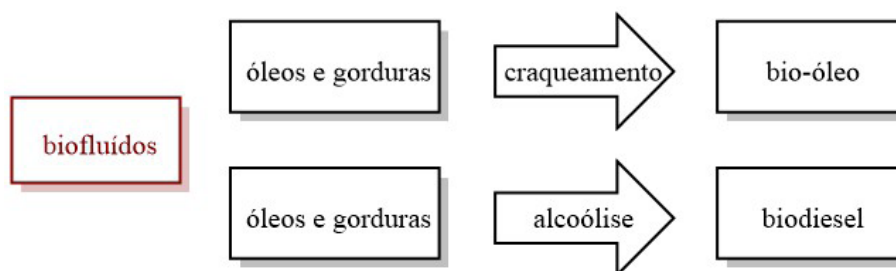 óleos e gorduras
craqueamento
bio-óleo
biofluídos
óleos e gorduras
alcoólise
biodiesel